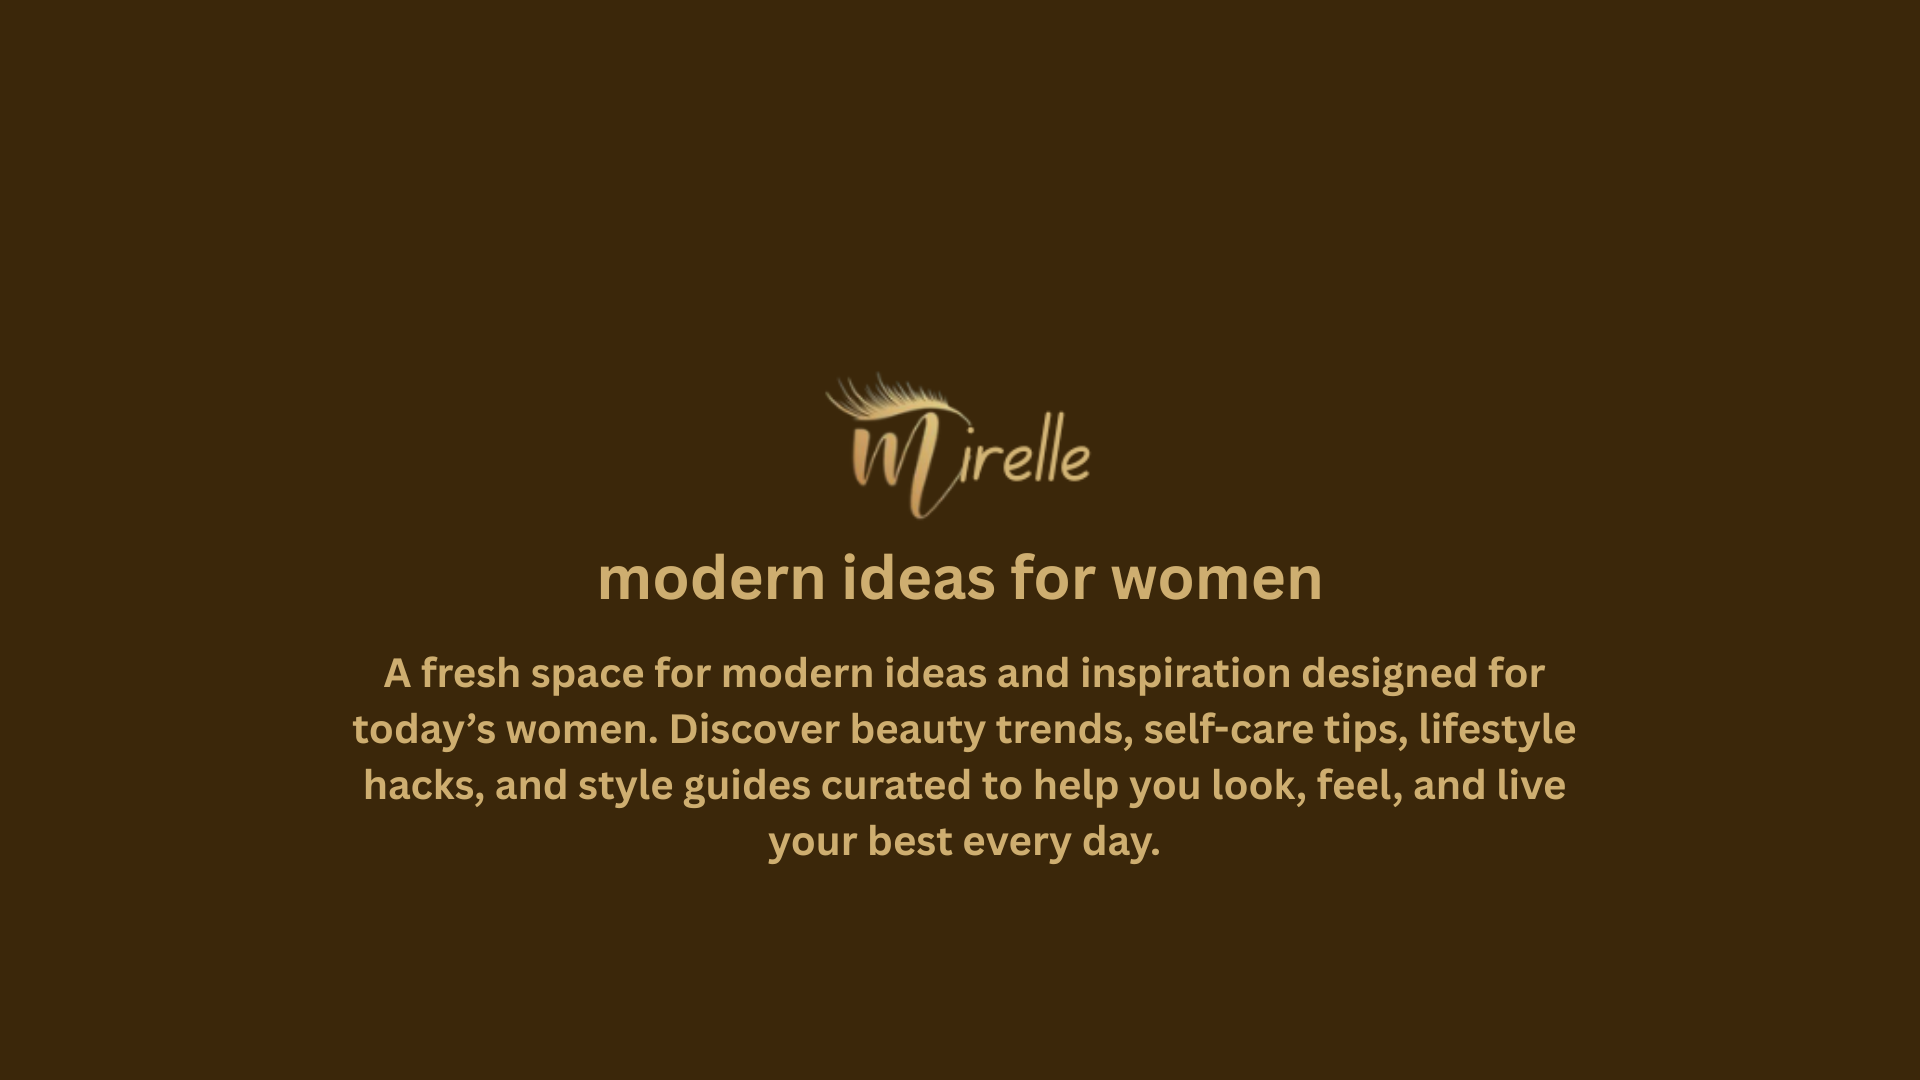 Mirelle
modern ideas for women
A fresh space for modern ideas and inspiration designed for
today’s women. Discover beauty trends, self-care tips, lifestyle
hacks, and style guides curated to help you look, feel, and live
your best every day.